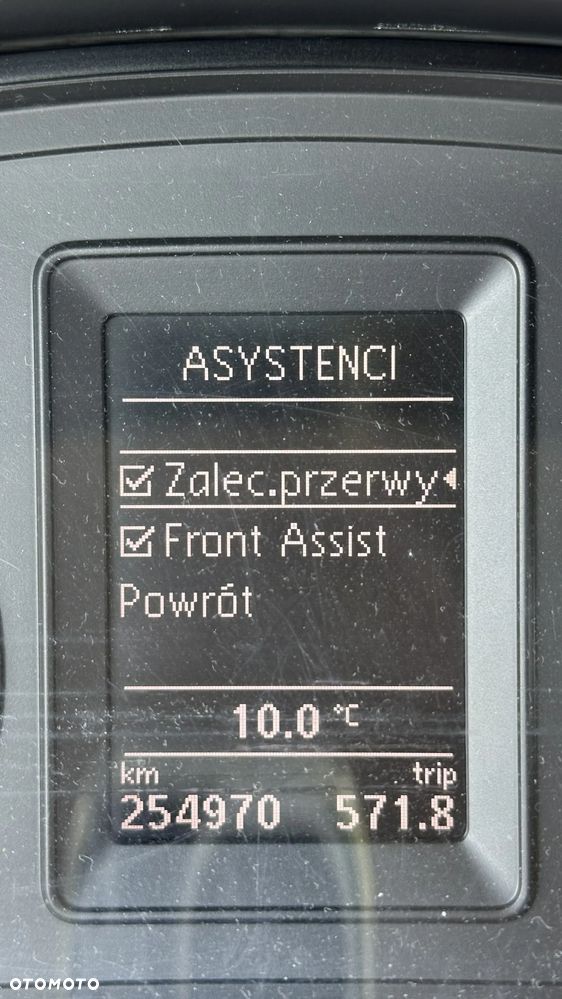 ASYSTENCI
Zalec.przerwy
Front Assist
Powrót
10.0 °C
km trip
254970 571.8
OTOMOTO